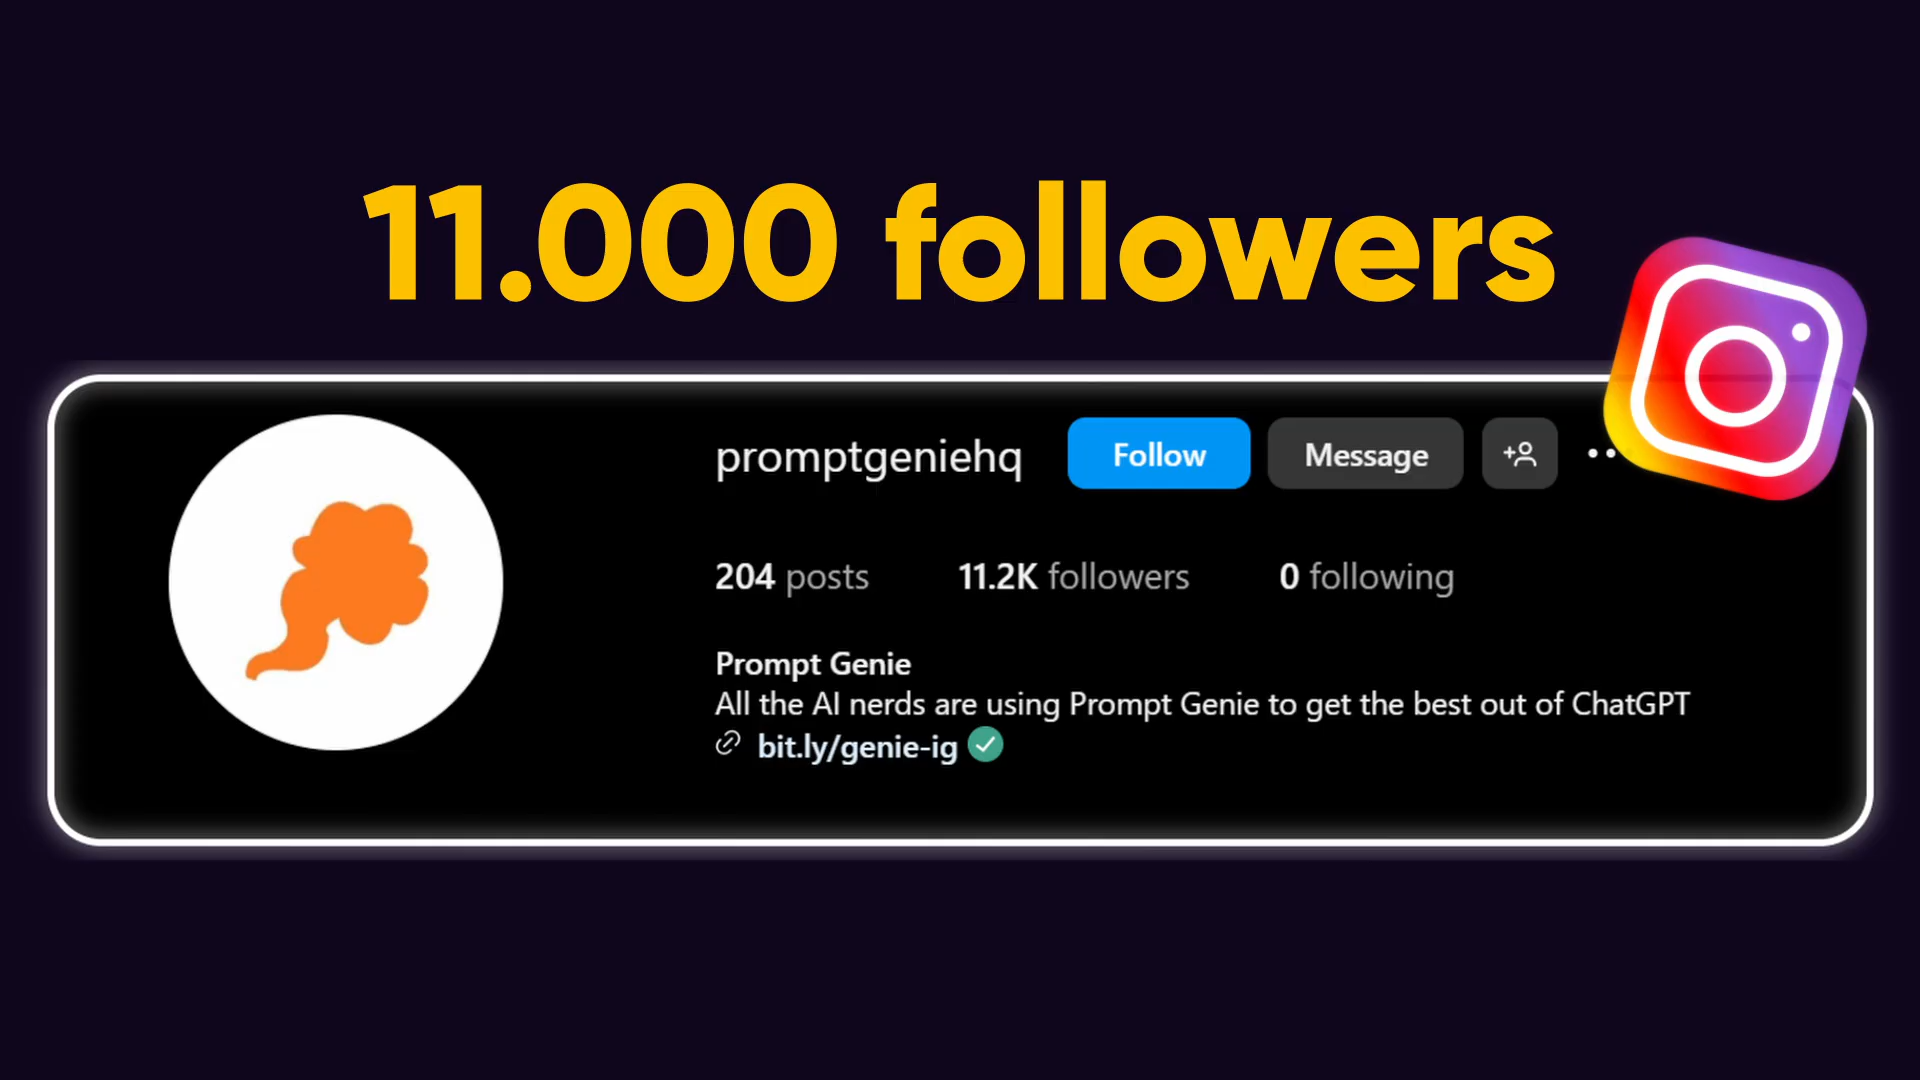 11.000 followers
promptgeniehq Follow Message
204 posts 11.2K followers 0 following
Prompt Genie
All the AI nerds are using Prompt Genie to get the best out of ChatGPT
bit.ly/genie-ig